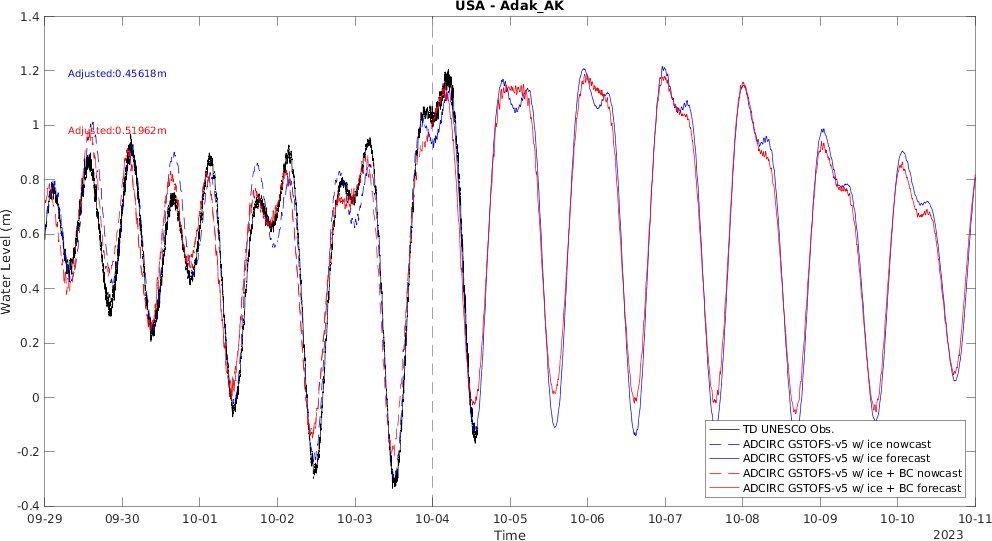 USA - Adak_AK
1.4
1.2
1
0.8
0.6
0.4
0.2
0
-0.2
-0.4
Water Level (m)
Adjusted:0.45618m
Adjusted:0.51962m
TD UNESCO Obs.
ADCIRC GSTOFS-v5 w/ ice nowcast
ADCIRC GSTOFS-v5 w/ ice forecast
ADCIRC GSTOFS-v5 w/ ice + BC nowcast
ADCIRC GSTOFS-v5 w/ ice + BC forecast
09-29 09-30 10-01 10-02 10-03 10-04 10-05 10-06 10-07 10-08 10-09 10-10 10-11
Time
2023